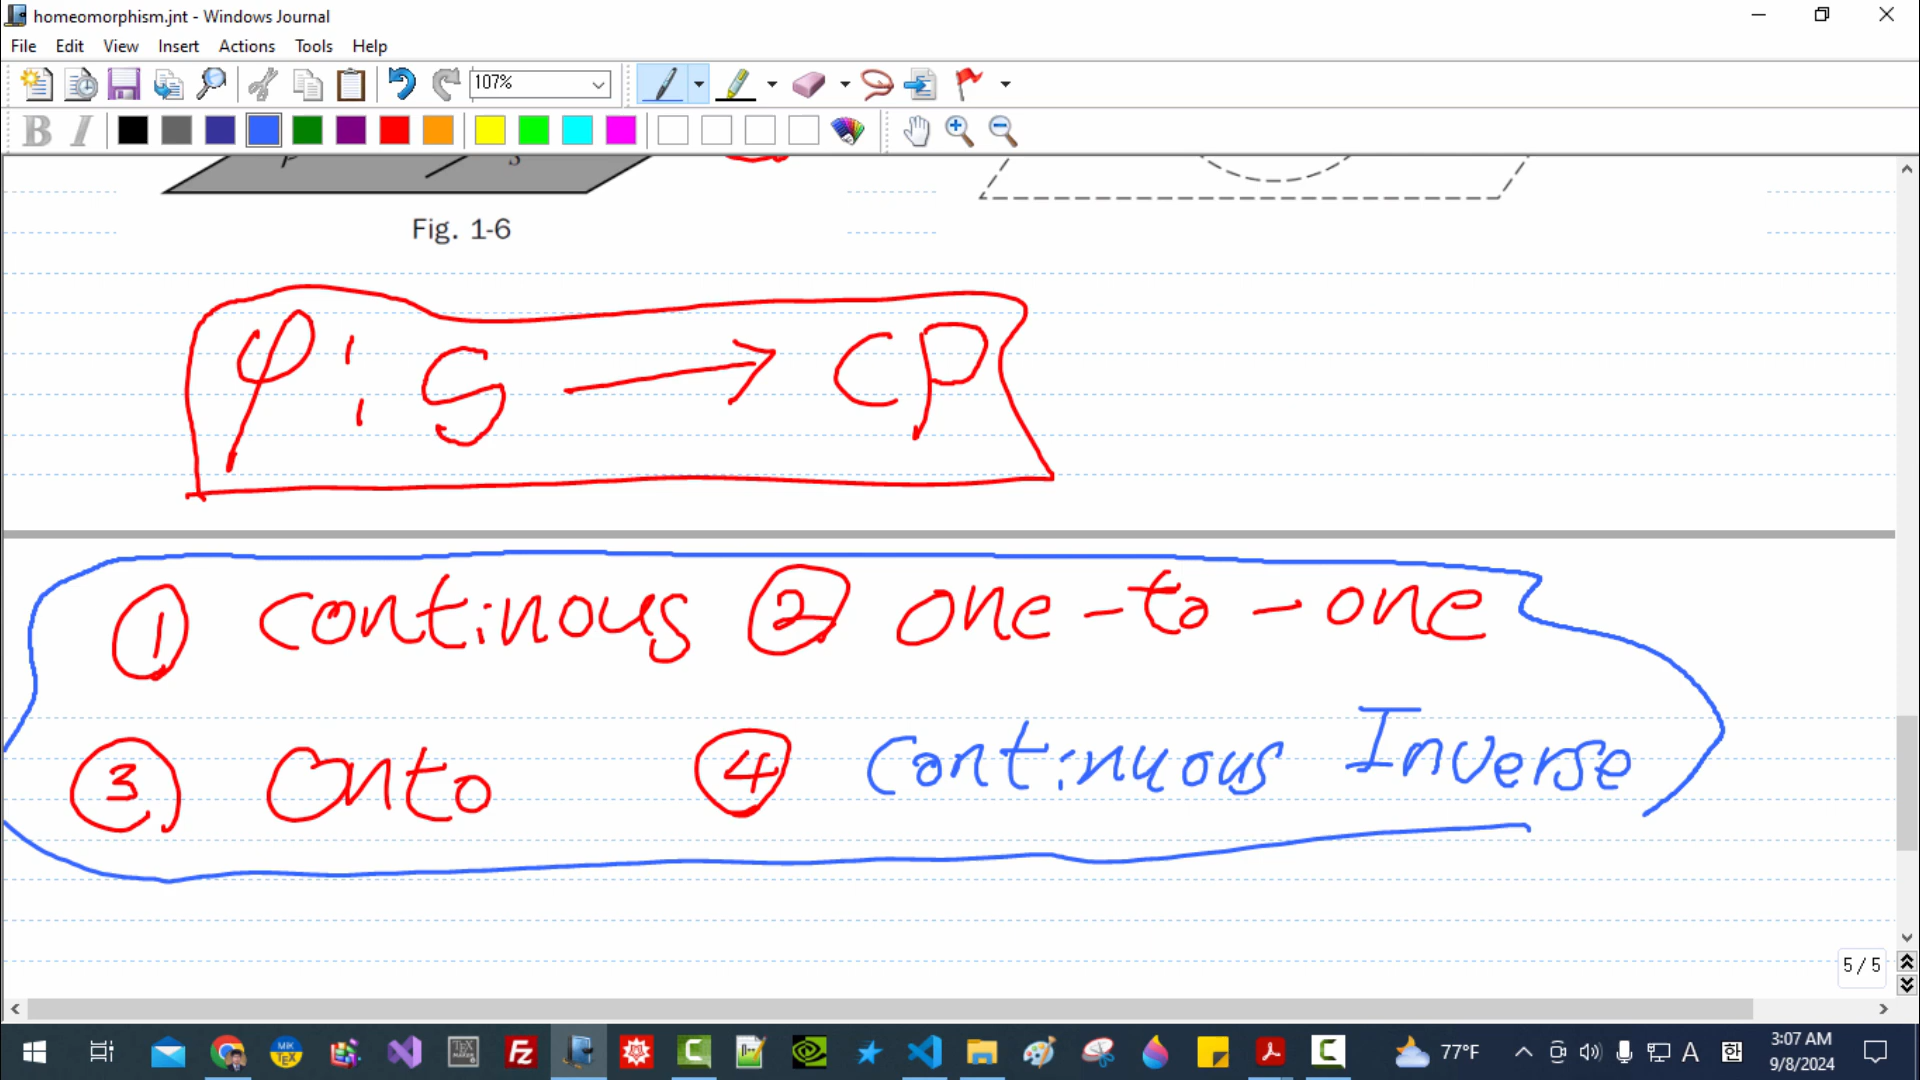 homeomorphism.jnt - Windows Journal
File Edit View Insert Actions Tools Help
107%
B I
p s
Fig. 1-6
φ : S → CP
① continous ② one-to-one
③ Onto ④ Continuous Inverse
5 / 5
77°F A 한 3:07 AM
9/8/2024